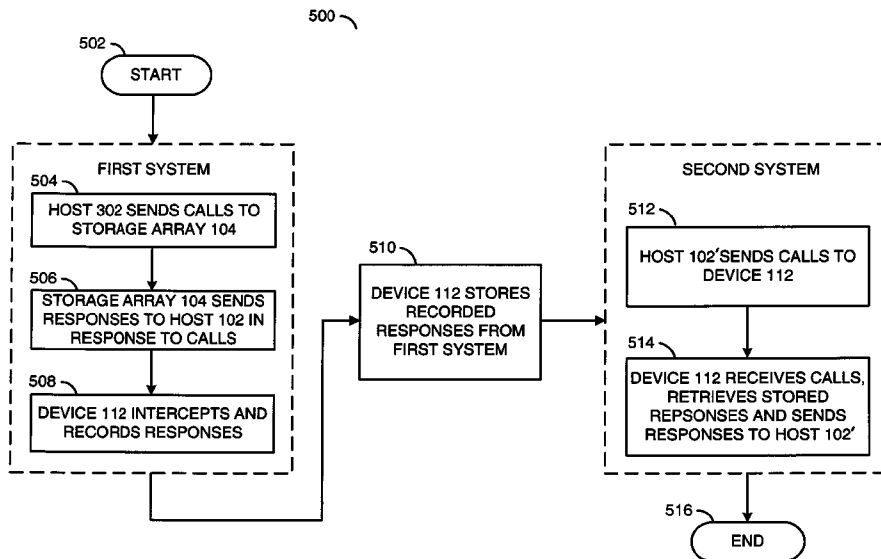 500
502
START
FIRST SYSTEM
504
HOST 302 SENDS CALLS TO
STORAGE ARRAY 104
506
STORAGE ARRAY 104 SENDS
RESPONSES TO HOST 102 IN
RESPONSE TO CALLS
508
DEVICE 112 INTERCEPTS AND
RECORDS RESPONSES
510
DEVICE 112 STORES
RECORDED
RESPONSES FROM
FIRST SYSTEM
SECOND SYSTEM
512
HOST 102'SENDS CALLS TO
DEVICE 112
514
DEVICE 112 RECEIVES CALLS,
RETRIEVES STORED
REPSONSES AND SENDS
RESPONSES TO HOST 102'
516
END